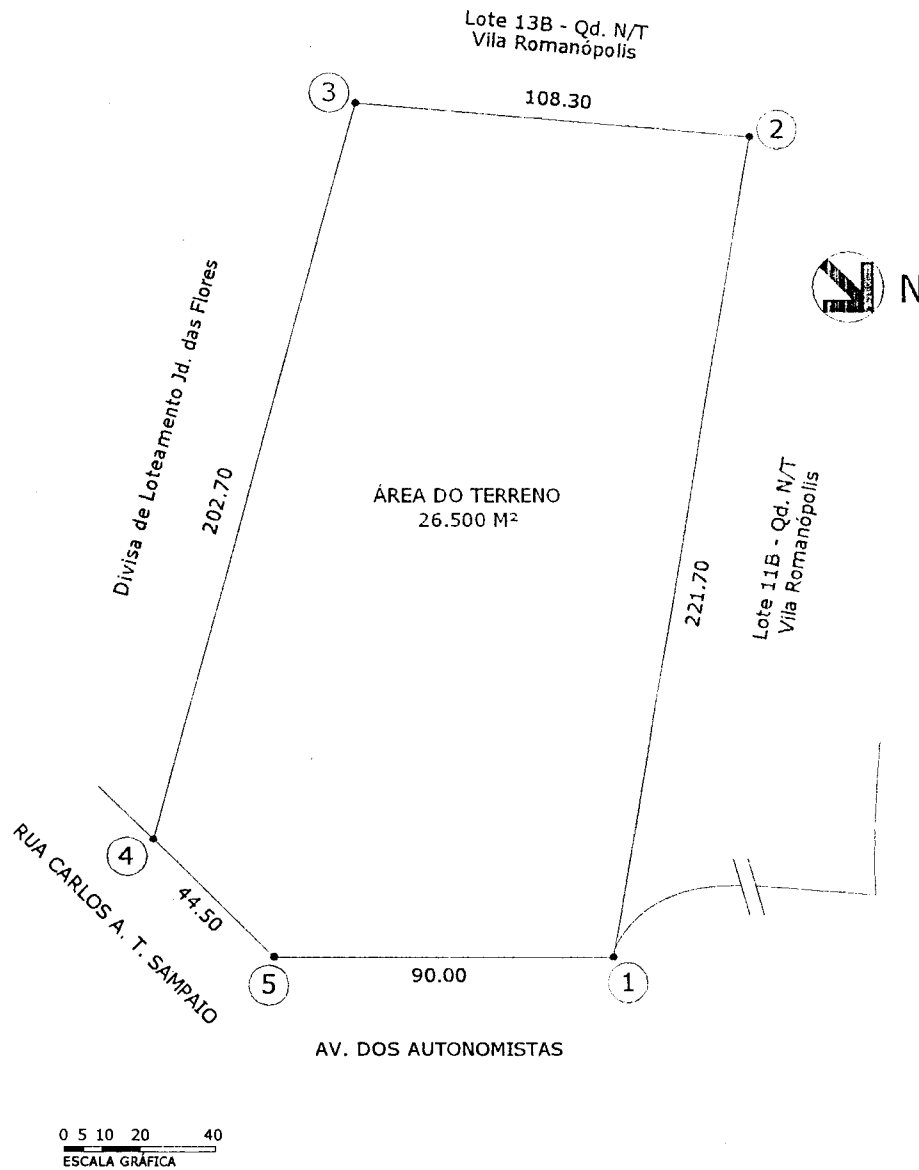 Lote 13B - Qd. N/T
Vila Romanópolis
3
108.30
2
N
Divisa de Loteamento Jd. das Flores
202.70
ÁREA DO TERRENO
26.500 M²
221.70
Lote 11B - Qd. N/T
Vila Romanópolis
4
RUA CARLOS A. T. SAMPAIO
44.50
5
90.00
1
AV. DOS AUTONOMISTAS
0 5 10 20 40
ESCALA GRÁFICA